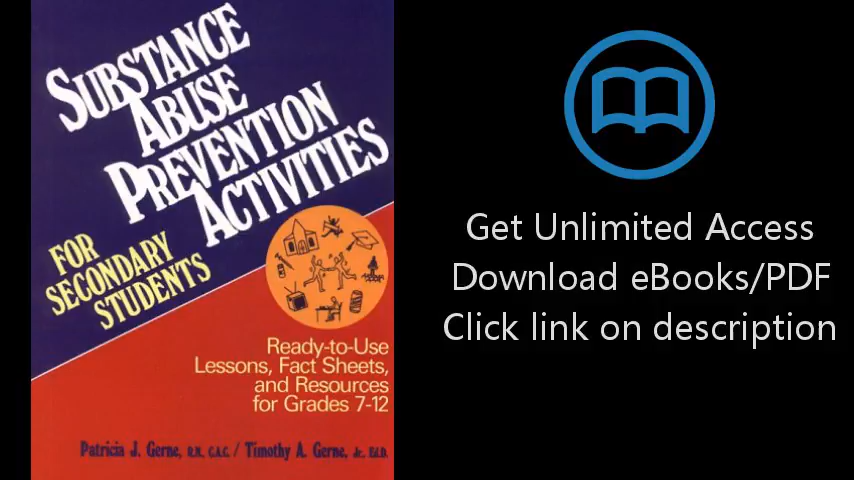 SUBSTANCE
ABUSE
PREVENTION
ACTIVITIES
FOR
SECONDARY
STUDENTS
Ready-to-Use
Lessons, Fact Sheets,
and Resources
for Grades 7-12
Patricia J. Gerne, R.N., C.A.C. / Timothy A. Gerne, Jr., Ed.D.
Get Unlimited Access
Download eBooks/PDF
Click link on description